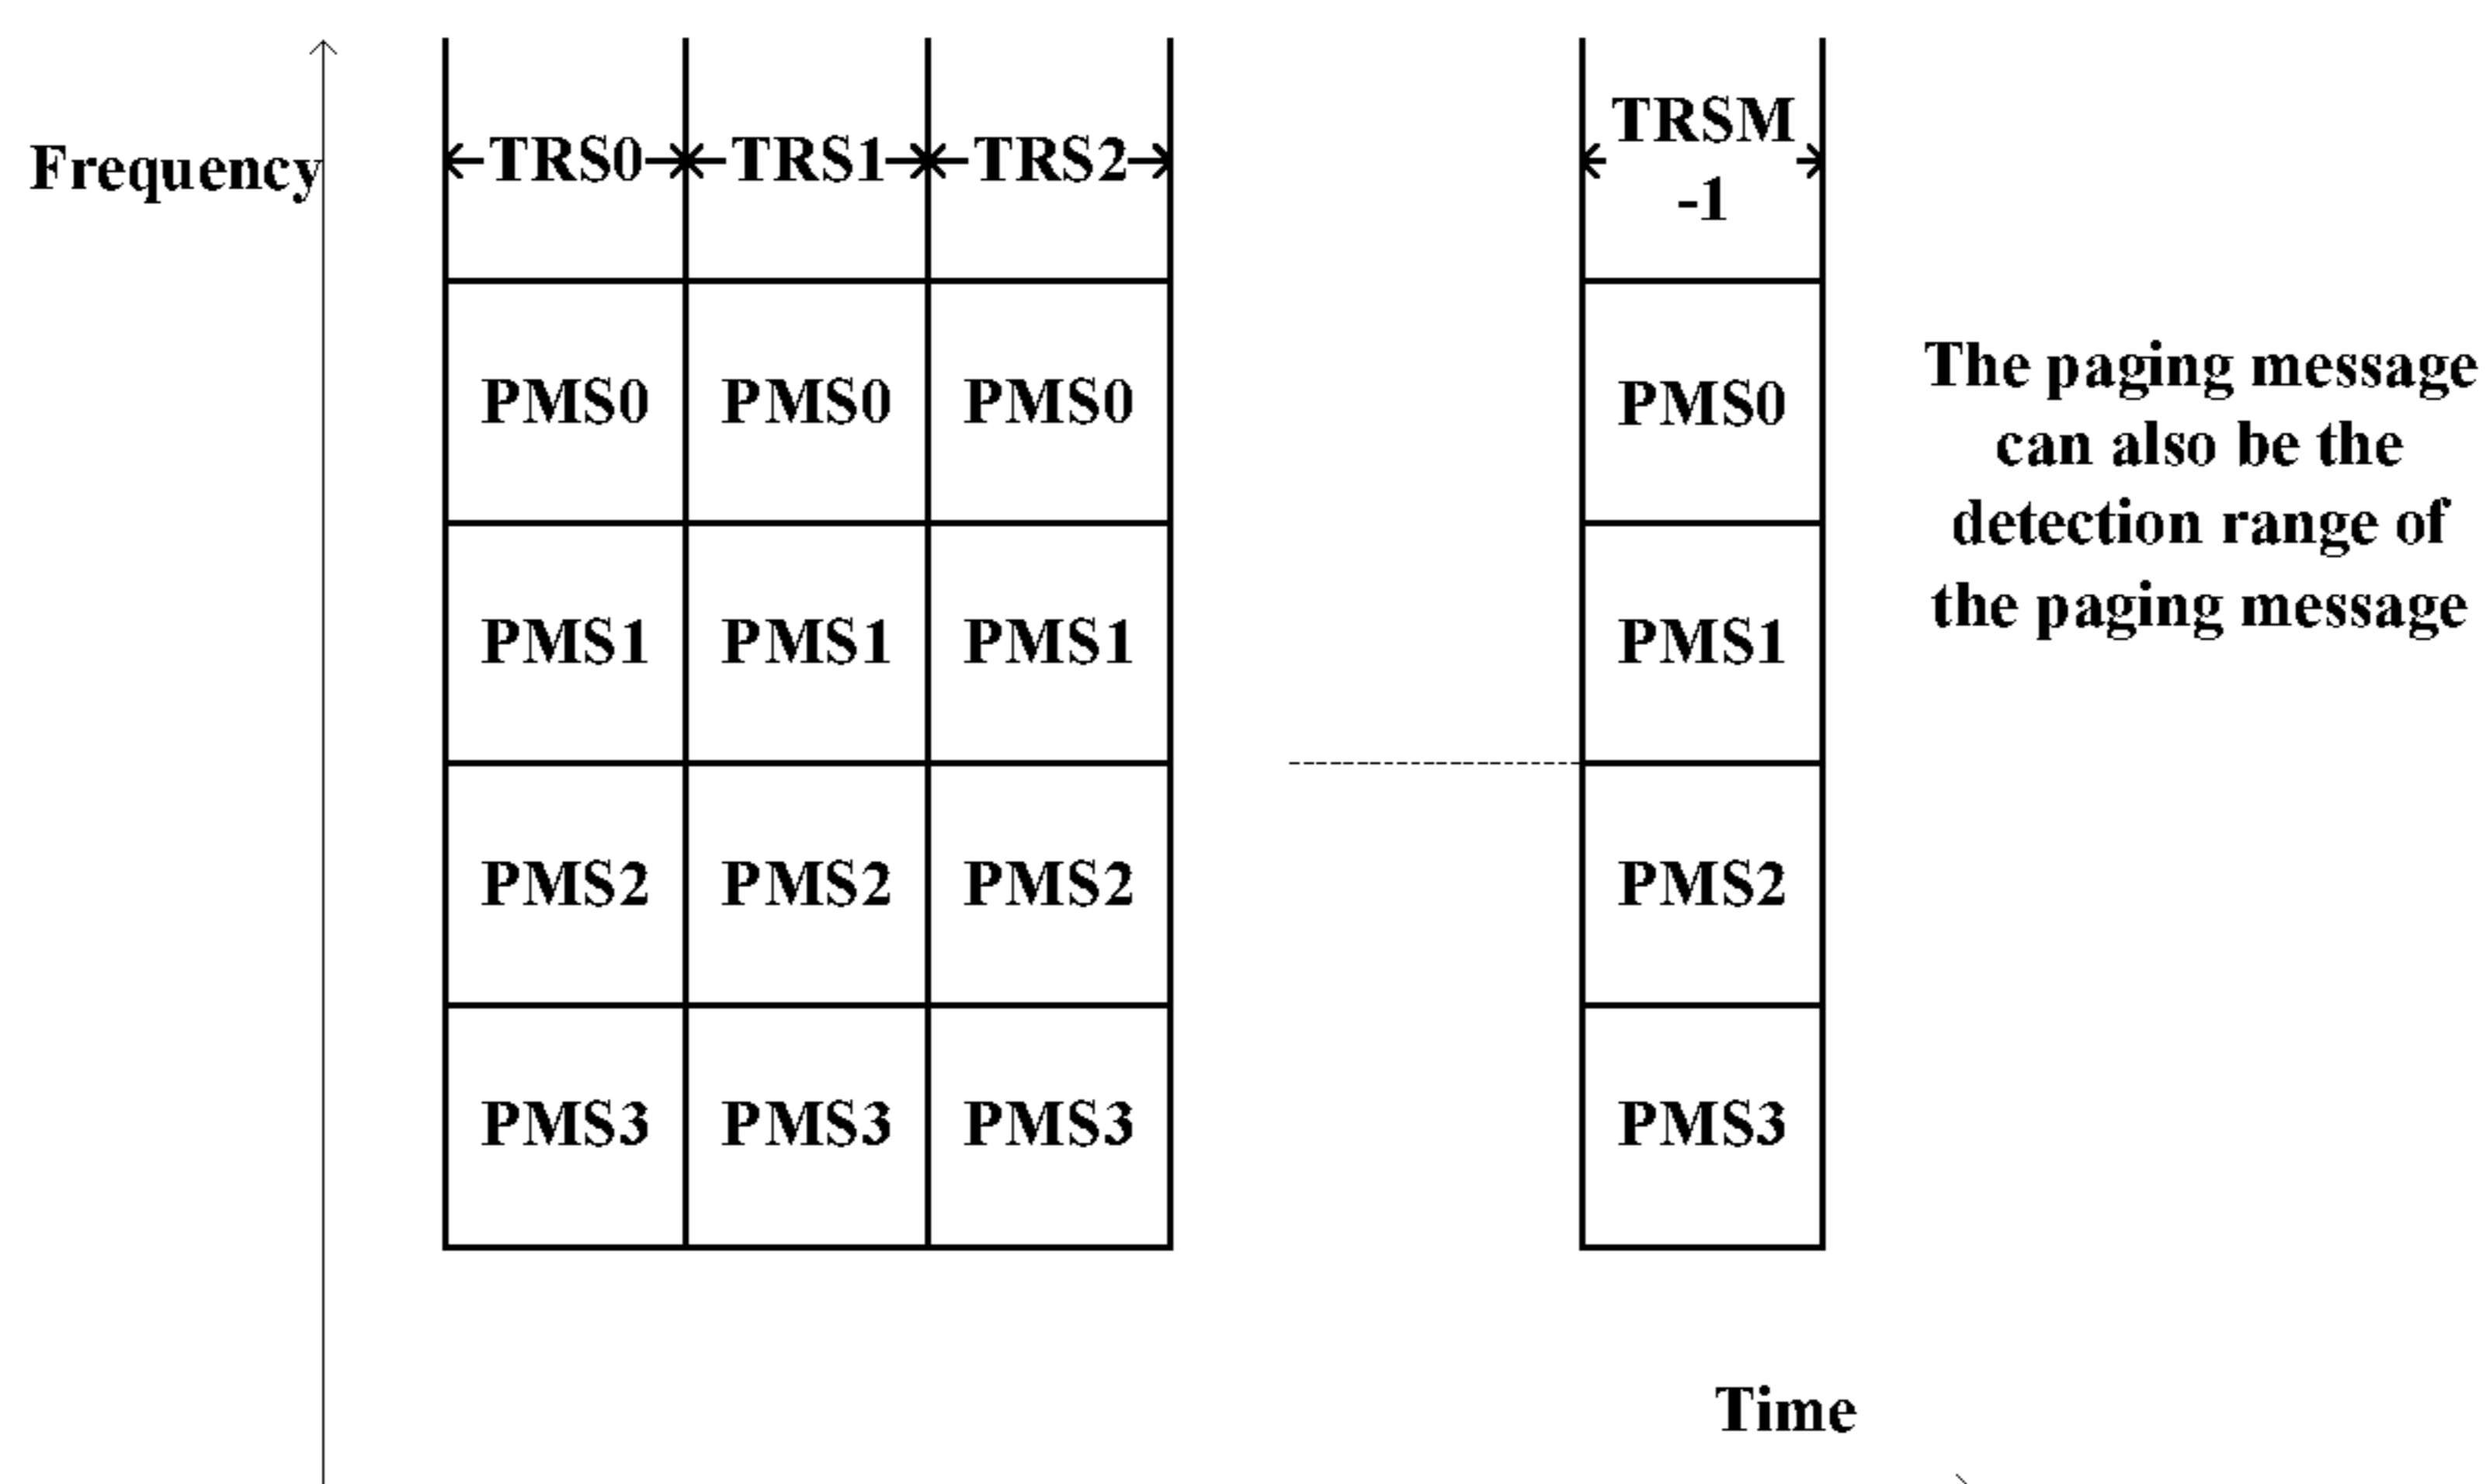 Frequency
TRS0 TRS1 TRS2 TRSM
-1
PMS0 PMS0 PMS0 PMS0
PMS1 PMS1 PMS1 PMS1
PMS2 PMS2 PMS2 PMS2
PMS3 PMS3 PMS3 PMS3
The paging message
can also be the
detection range of
the paging message
Time